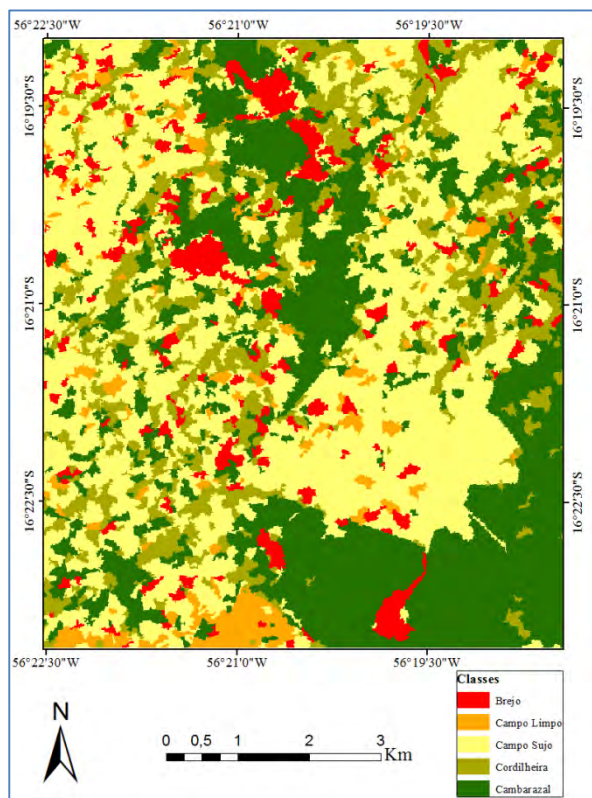 56°22'30"W 56°21'0"W 56°19'30"W
16°19'30"S 16°19'30"S
16°21'0"S 16°21'0"S
16°22'30"S 16°22'30"S
56°22'30"W 56°21'0"W 56°19'30"W
N
0 0,5 1 2 3
Km
Classes
Brejo
Campo Limpo
Campo Sujo
Cordilheira
Cambarazal